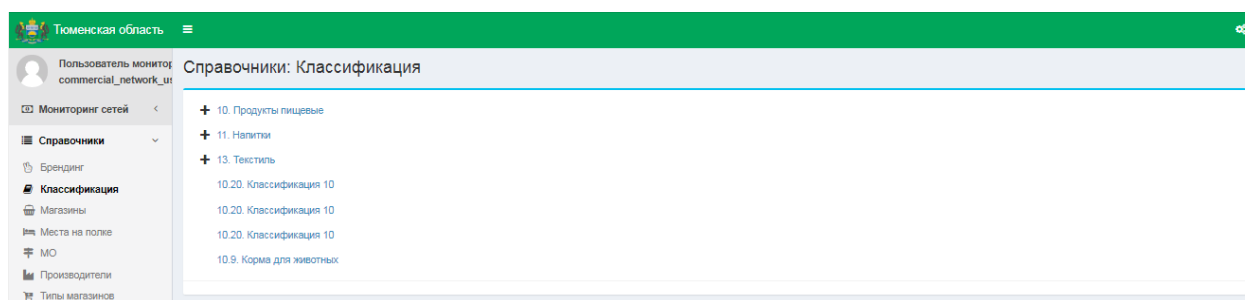 Тюменская область
Пользователь монитор
commercial_network_us
Мониторинг сетей
Справочники
Брендинг
Классификация
Магазины
Места на полке
МО
Производители
Типы магазинов
Справочники: Классификация
10. Продукты пищевые
11. Напитки
13. Текстиль
10.20. Классификация 10
10.20. Классификация 10
10.20. Классификация 10
10.9. Корма для животных